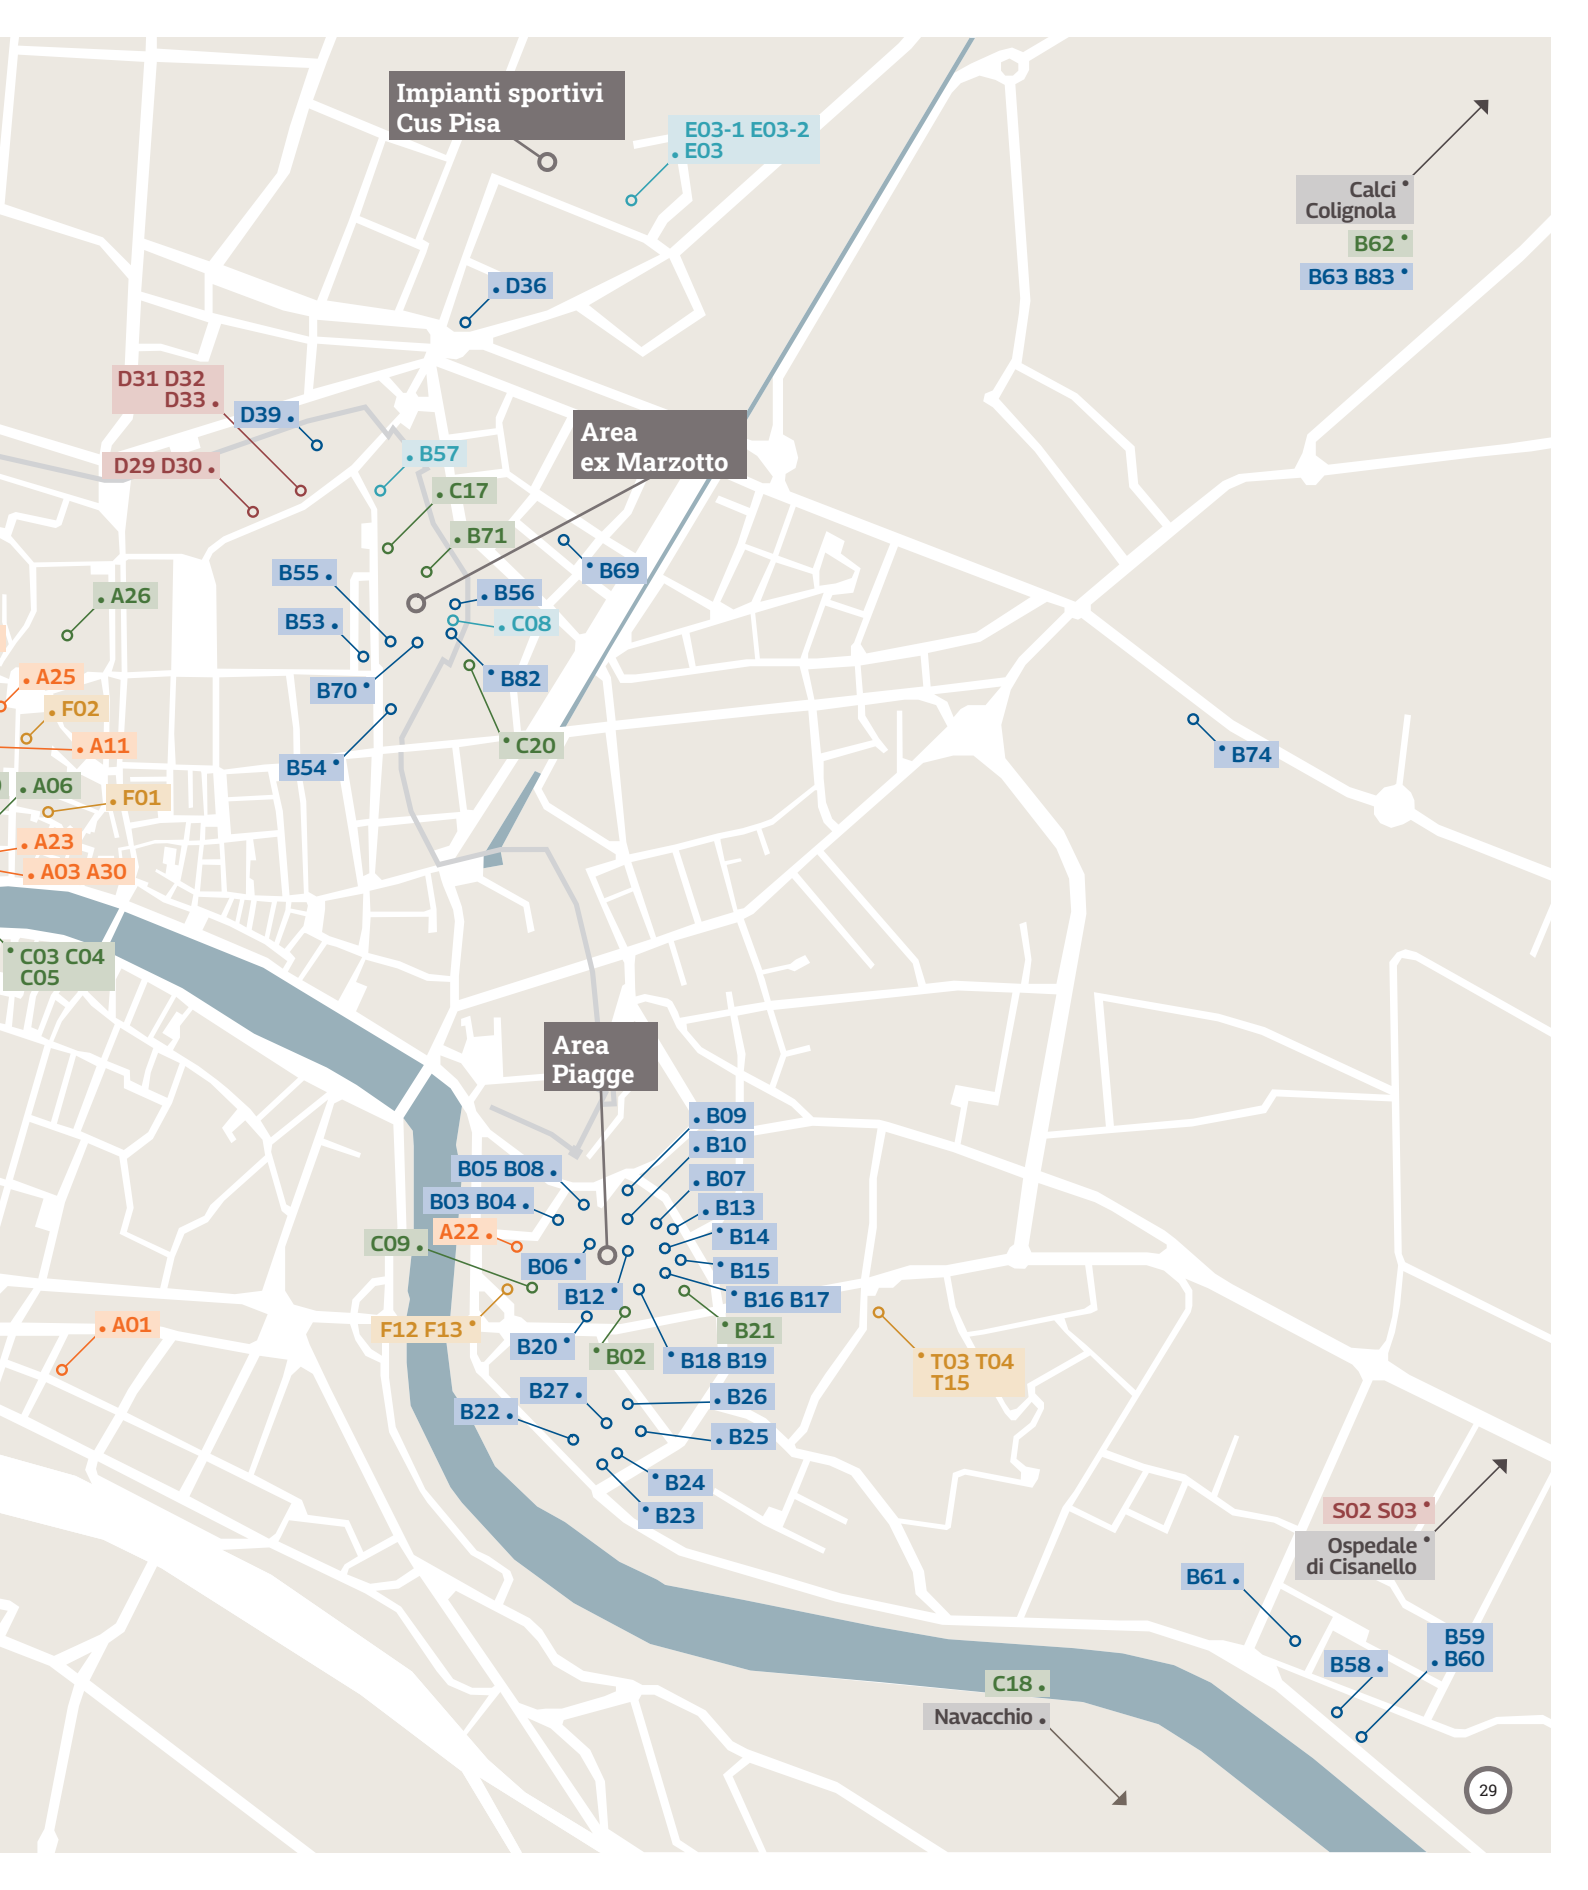 Impianti sportivi
Cus Pisa
E03-1 E03-2
E03
Calci
Colignola
B62
B63 B83
D36
D31 D32
D33
D39
Area
ex Marzotto
B57
D29 D30
C17
B71
B69
B55
B56
A26
B53
C08
A25
B82
B70
F02
A11
C20
B54
B74
A06
F01
A23
A03 A30
C03 C04
C05
Area
Piagge
B09
B10
B05 B08
B07
B03 B04
B13
A22
B14
C09
B06
B15
B12
B16 B17
A01
F12 F13
B21
B20
B02
B18 B19
T03 T04
T15
B27
B26
B22
B25
B24
B23
S02 S03
Ospedale
di Cisanello
B61
B59
B60
B58
C18
Navacchio
29